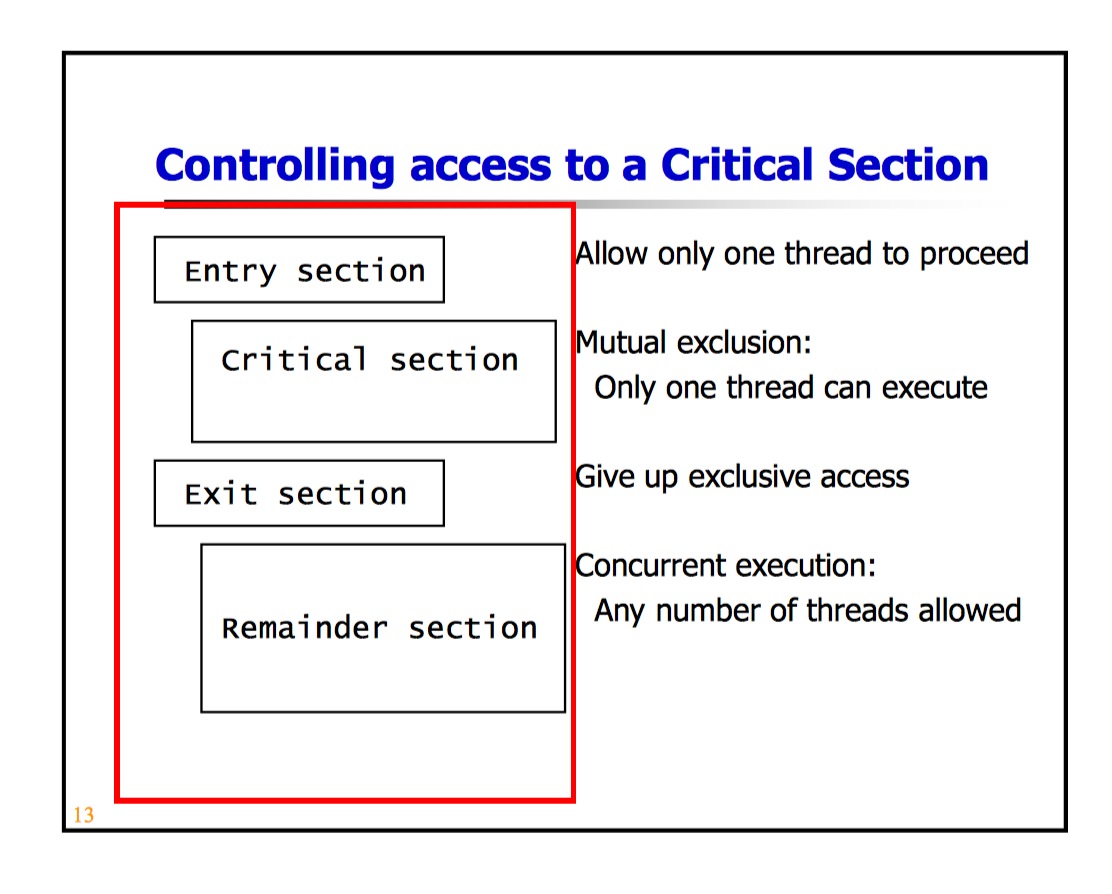 Controlling access to a Critical Section
Entry section
Allow only one thread to proceed
Critical section
Mutual exclusion:
Only one thread can execute
Exit section
Give up exclusive access
Remainder section
Concurrent execution:
Any number of threads allowed
13